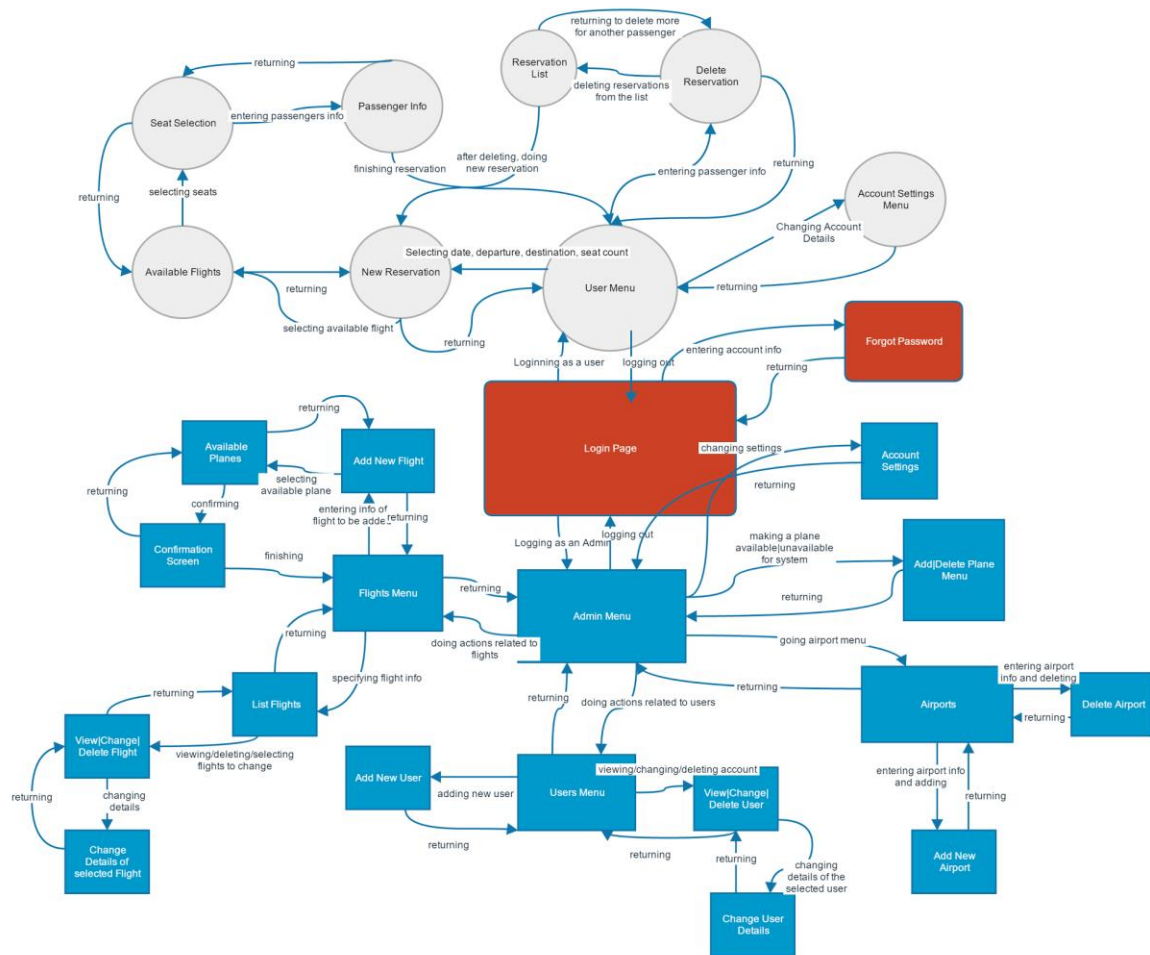 returning to delete more
for another passenger
Reservation
List
Delete
Reservation
returning
deleting reservations
from the list
Passenger Info
Seat Selection
entering passengers info
after deleting, doing
new reservation
finishing reservation
returning
entering passenger info
Account Settings
Menu
selecting seats
returning
Changing Account
Details
Selecting date, departure, destination, seat count
Available Flights
returning
New Reservation
User Menu
returning
selecting available flight
returning
Loginning as a user
logging out
entering account info
Forgot Password
returning
returning
Available
Planes
Add New Flight
Login Page
changing settings
Account
Settings
selecting
available plane
returning
returning
confirming
entering info of
flight to be added
returning
Confirmation
Screen
finishing
Logging as an Admin
logging out
making a plane
available|unavailable
for system
Add|Delete Plane
Menu
Flights Menu
returning
Admin Menu
returning
returning
doing actions related to
flights
going airport menu
specifying flight info
entering airport
info and deleting
returning
List Flights
returning
doing actions related to users
returning
Airports
Delete Airport
returning
View|Change|
Delete Flight
viewing/deleting/selecting
flights to change
viewing/changing/deleting account
entering airport info
and adding
returning
Add New User
adding new user
Users Menu
View|Change|
Delete User
returning
changing
details
returning
returning
returning
Change
Details of
selected Flight
changing
details of the
selected user
Add New
Airport
Change User
Details